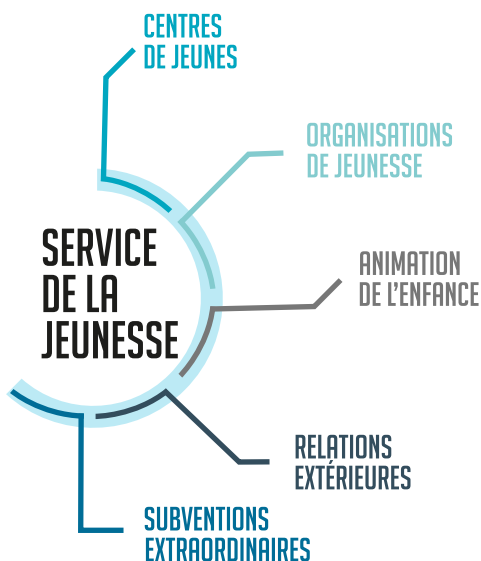 CENTRES
DE JEUNES
ORGANISATIONS
DE JEUNESSE
SERVICE
DE LA
JEUNESSE
ANIMATION
DE L'ENFANCE
RELATIONS
EXTÉRIEURES
SUBVENTIONS
EXTRAORDINAIRES